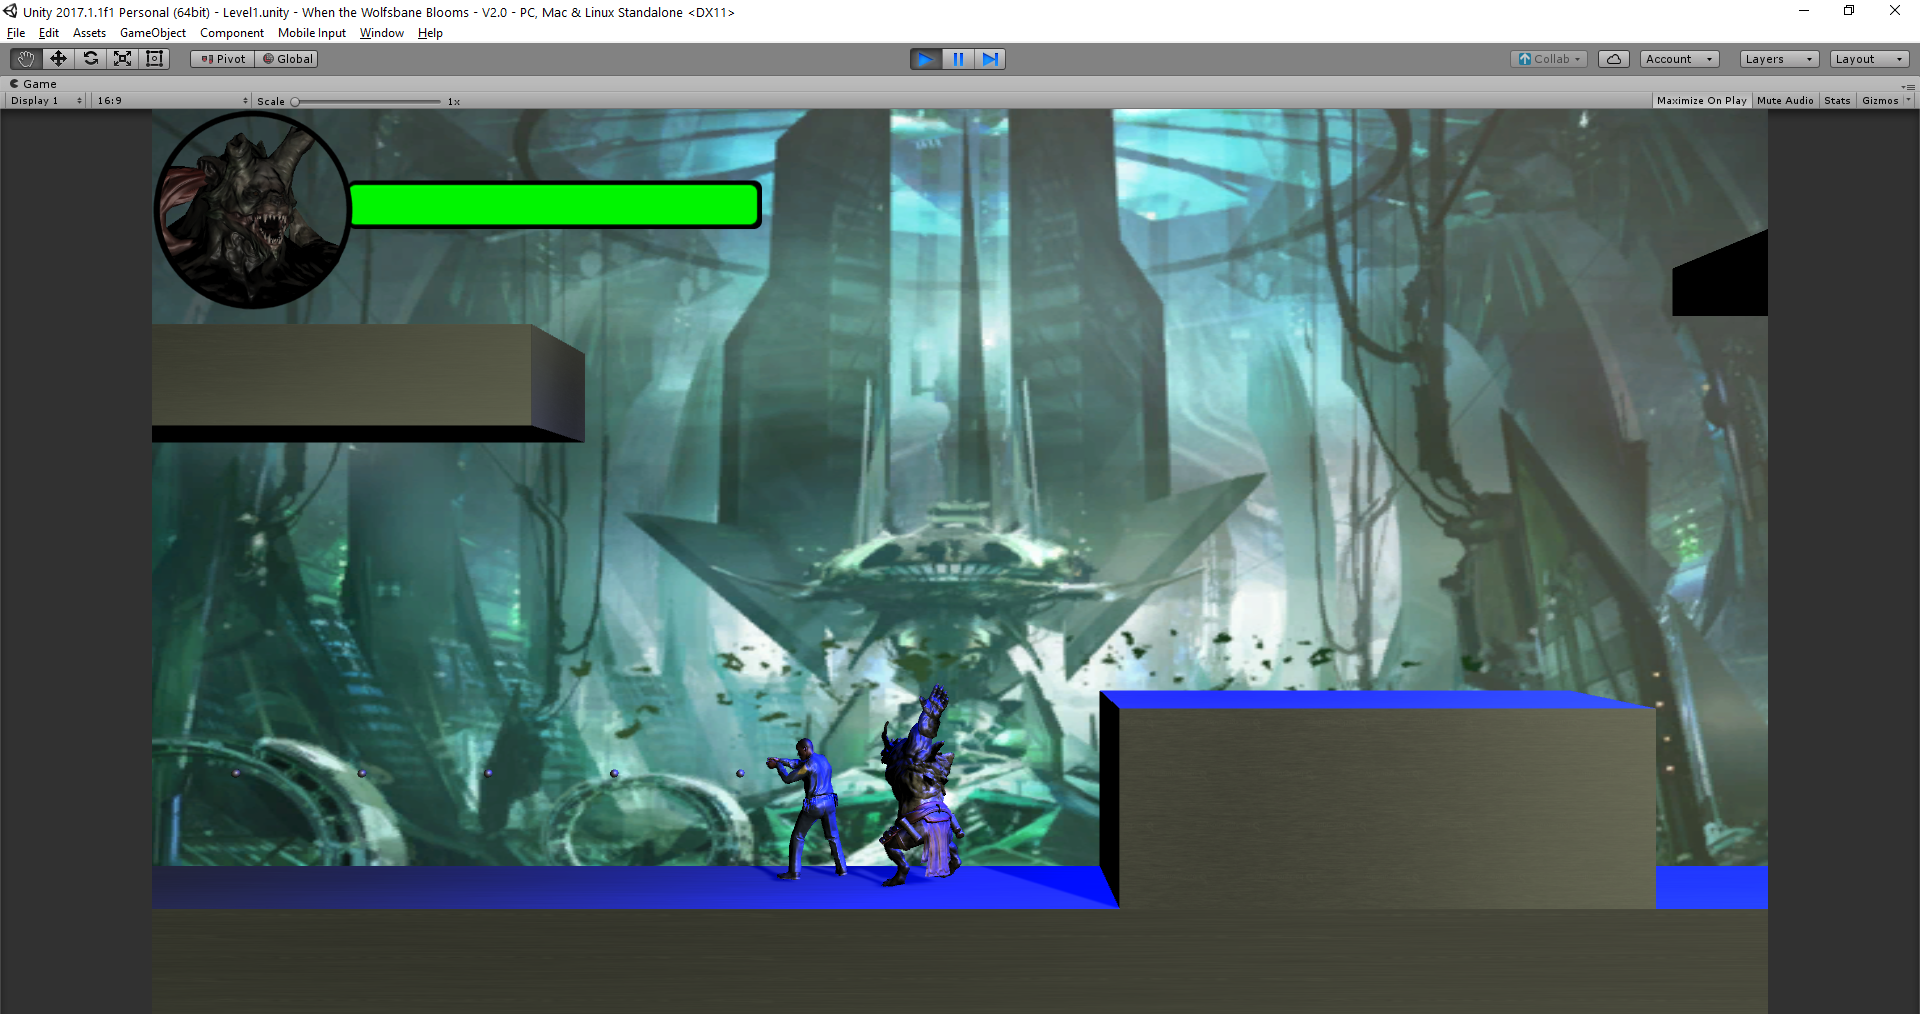 Unity 2017.1.1f1 Personal (64bit) - Level1.unity - When the Wolfsbane Blooms - V2.0 - PC, Mac & Linux Standalone <DX11>
File Edit Assets GameObject Component Mobile Input Window Help
Pivot Global Collab Account Layers Layout
Game
Display 1 16:9 Scale 1x Maximize On Play Mute Audio Stats Gizmos